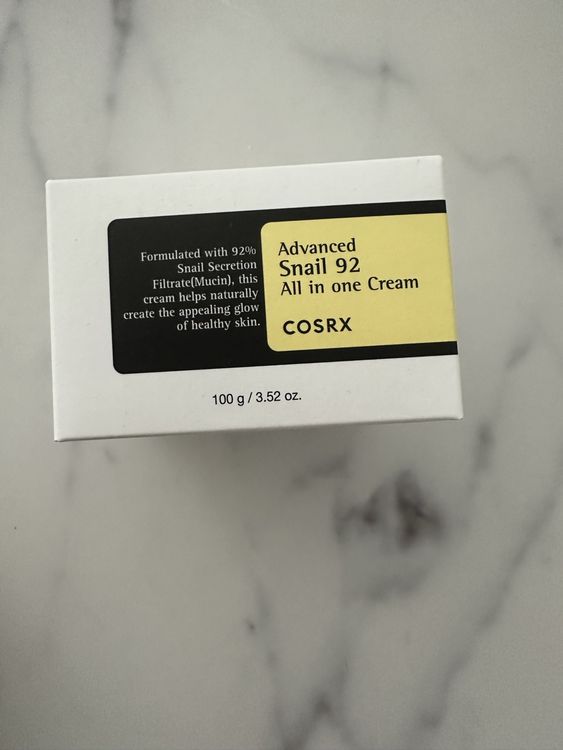 Formulated with 92%
Snail Secretion
Filtrate(Mucin), this
cream helps naturally
create the appealing glow
of healthy skin.
Advanced
Snail 92
All in one Cream
COSRX
100 g / 3.52 oz.